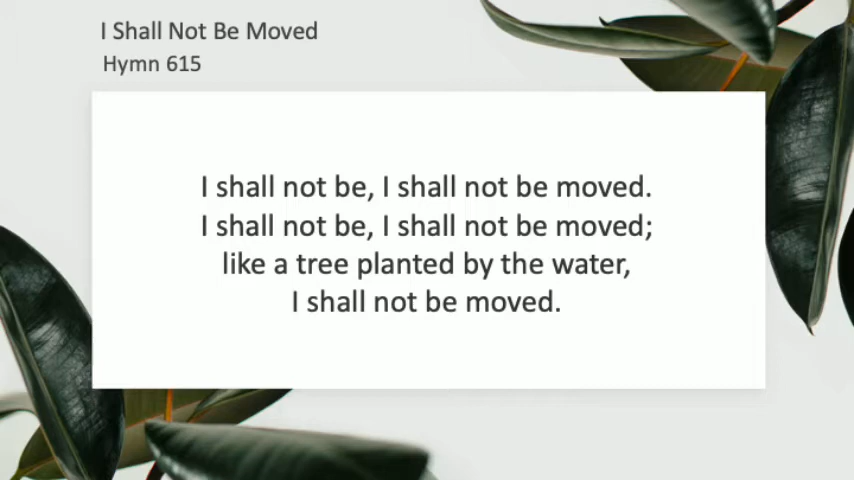 I Shall Not Be Moved
Hymn 615
I shall not be, I shall not be moved.
I shall not be, I shall not be moved;
like a tree planted by the water,
I shall not be moved.